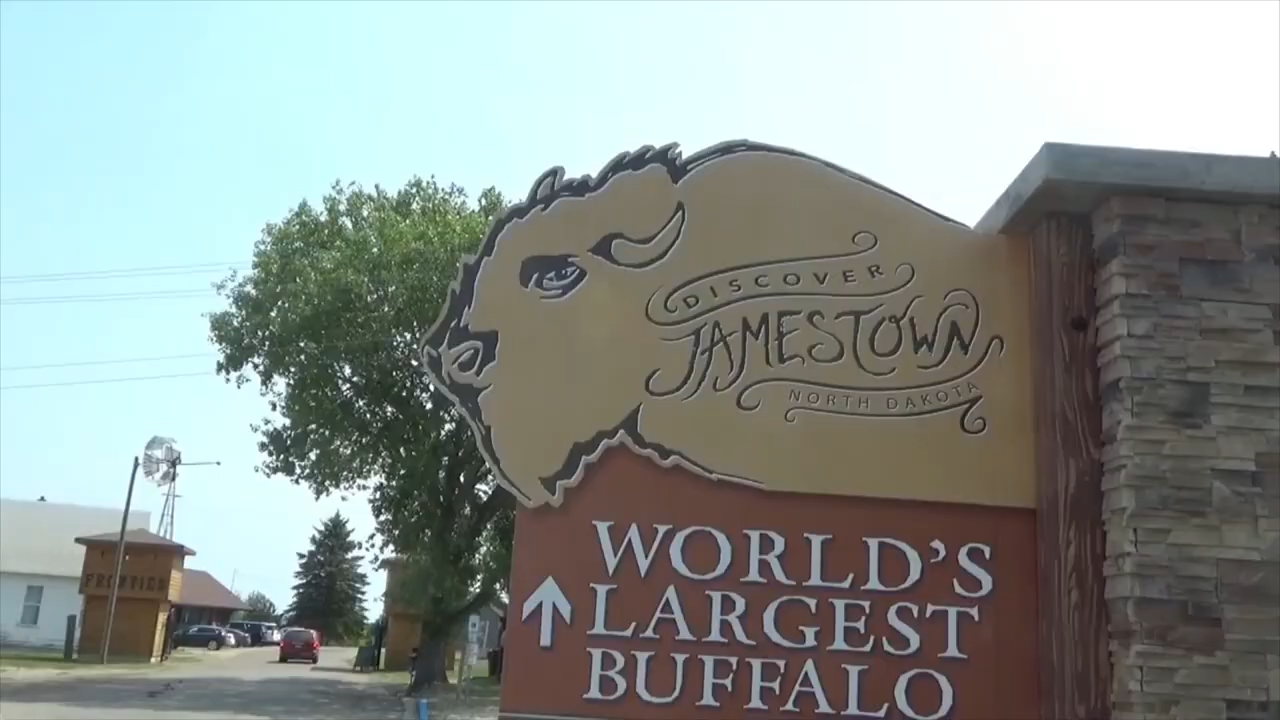 DISCOVER
JAMESTOWN
NORTH DAKOTA
WORLD'S
LARGEST
BUFFALO
FRONTIER